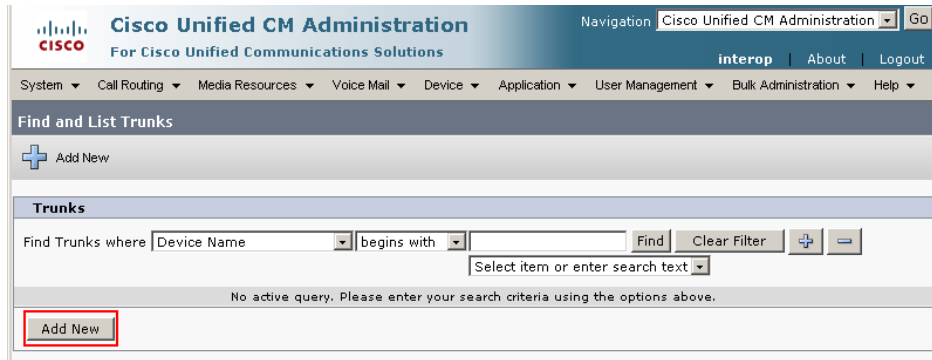 Cisco Unified CM Administration
Navigation Cisco Unified CM Administration Go
CISCO
For Cisco Unified Communications Solutions
interop | About | Logout
System Call Routing Media Resources Voice Mail Device Application User Management Bulk Administration Help
Find and List Trunks
Add New
Trunks
Find Trunks where Device Name begins with Find Clear Filter
Select item or enter search text
No active query. Please enter your search criteria using the options above.
Add New